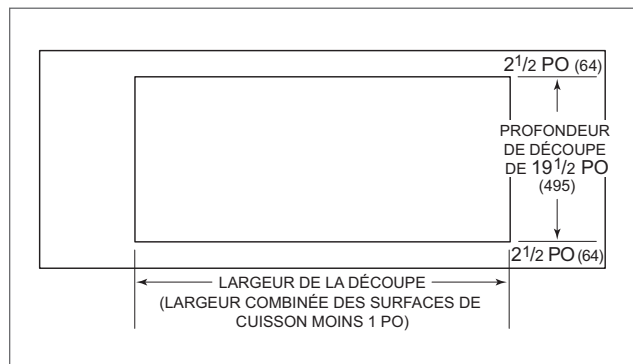 2 1/2 PO (64)
PROFONDEUR
DE DÉCOUPE
DE 19 1/2 PO
(495)
2 1/2 PO (64)
LARGEUR DE LA DÉCOUPE
(LARGEUR COMBINÉE DES SURFACES DE
CUISSON MOINS 1 PO)